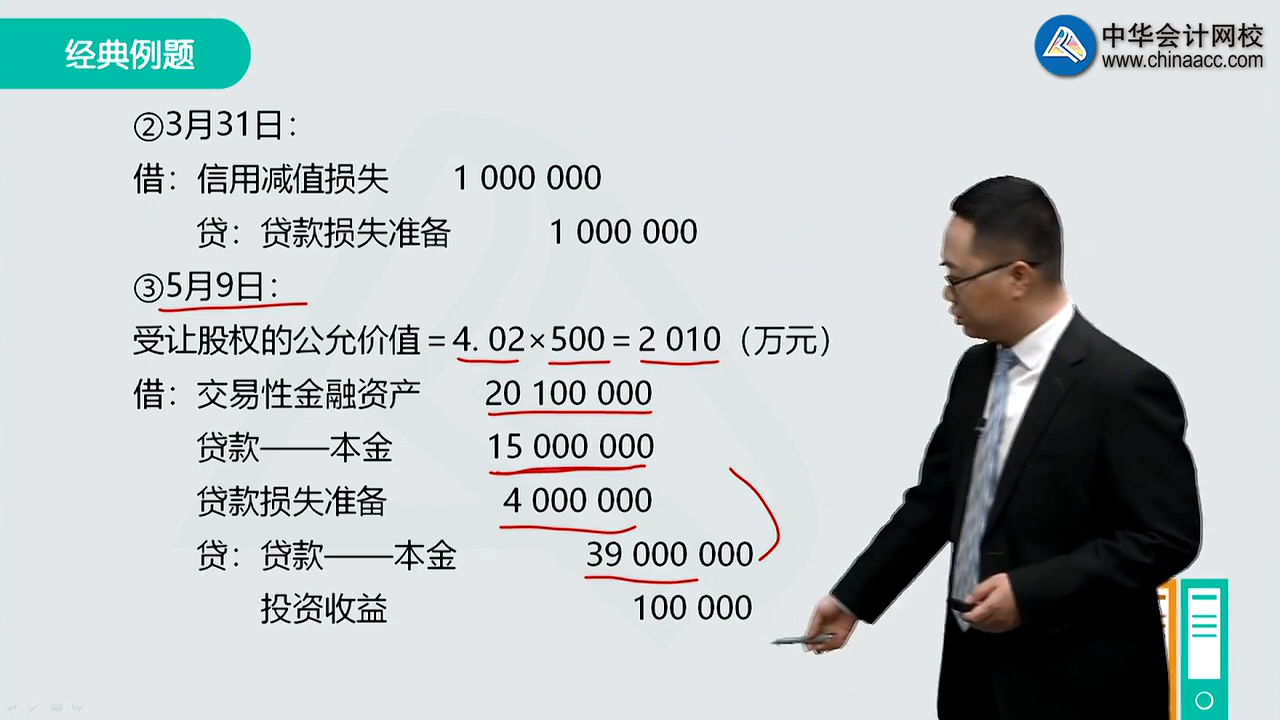 经典例题
中华会计网校
www.chinaacc.com
②3月31日：
借：信用减值损失 1 000 000
贷：贷款损失准备 1 000 000
③5月9日：
受让股权的公允价值＝4. 02×500＝2 010（万元）
借：交易性金融资产 20 100 000
贷款——本金 15 000 000
贷款损失准备 4 000 000
贷：贷款——本金 39 000 000
投资收益 100 000